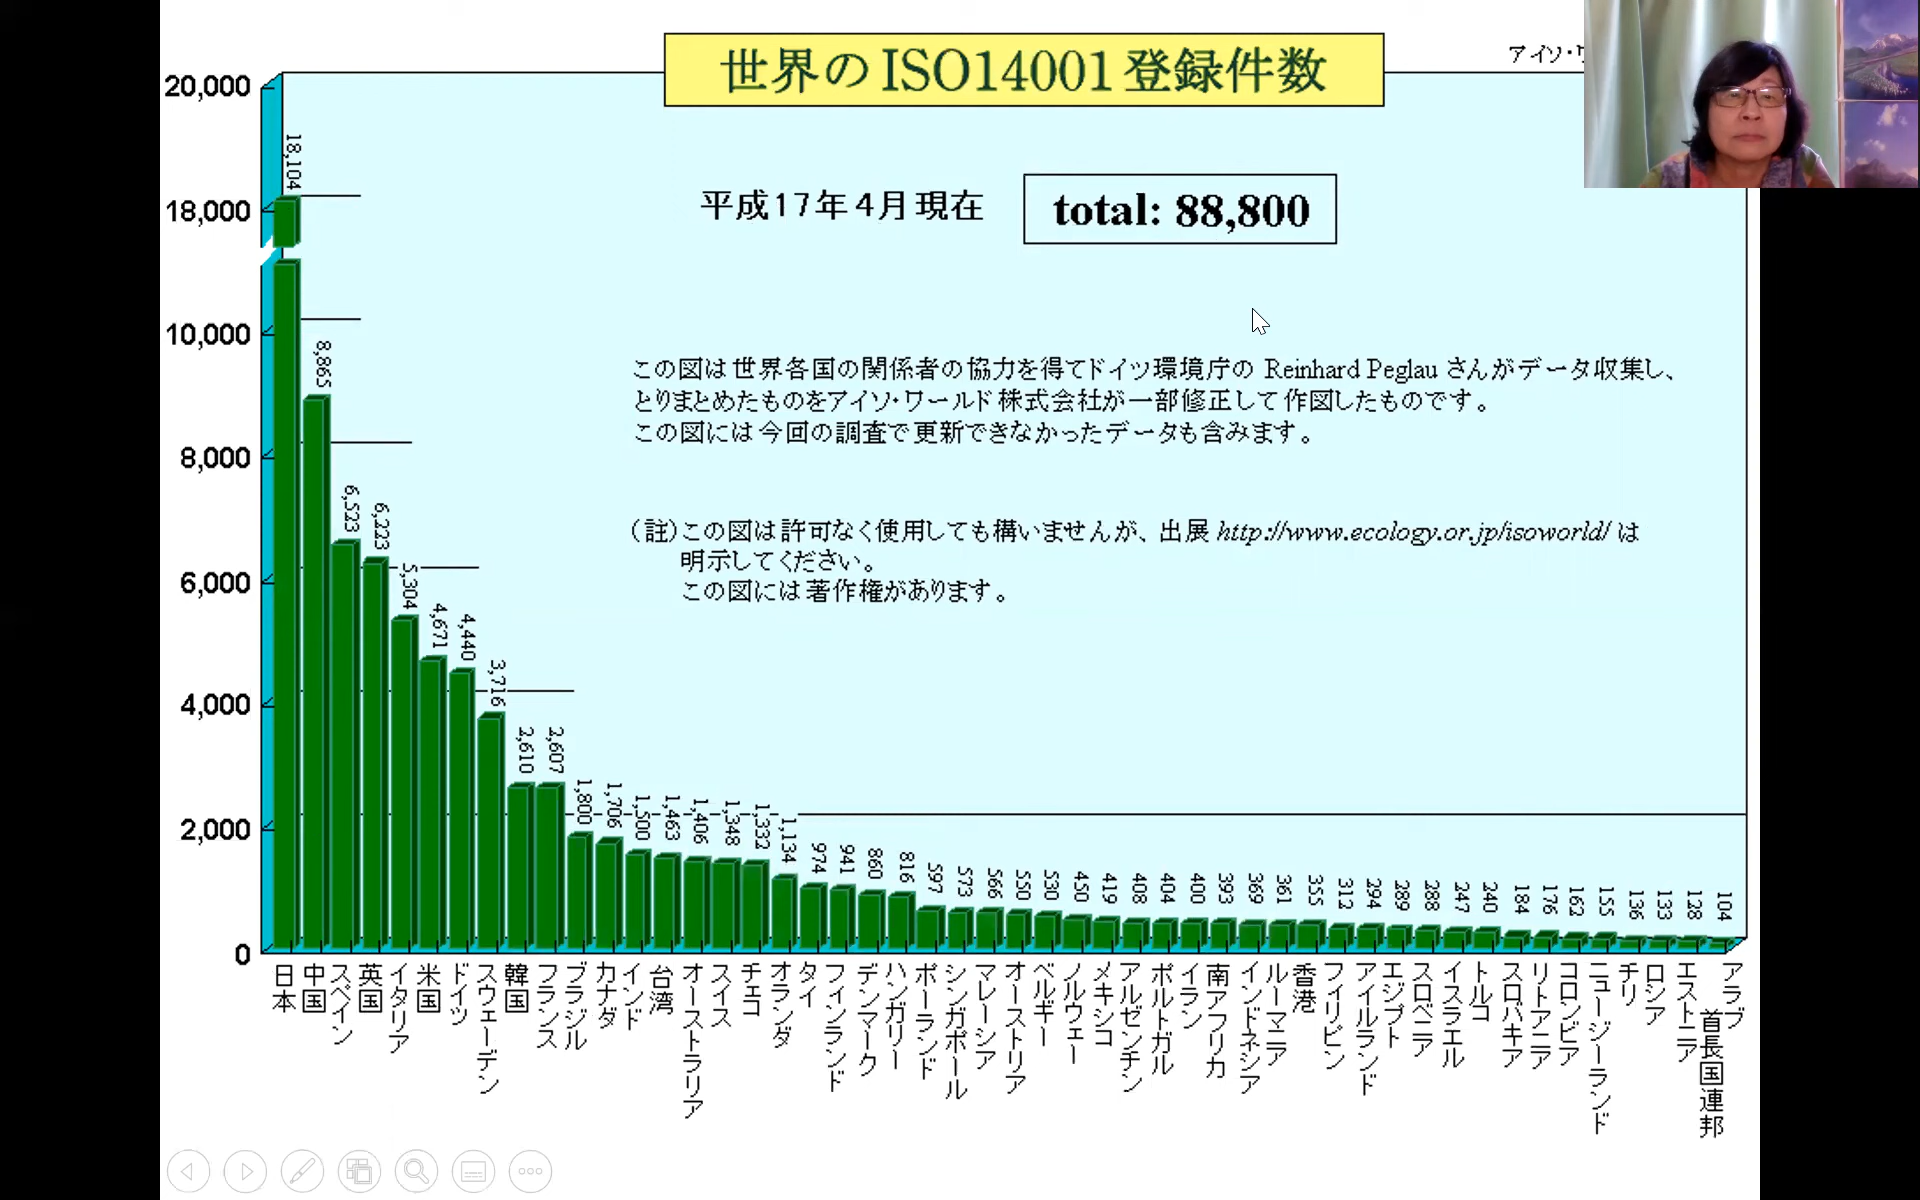 世界のISO14001登録件数
アイソ・
平成17年4月現在
total: 88,800
この図は世界各国の関係者の協力を得てドイツ環境庁の Reinhard Peglau さんがデータ収集し、
とりまとめたものをアイソ・ワールド株式会社が一部修正して作図したものです。
この図には今回の調査で更新できなかったデータも含みます。
（註）この図は許可なく使用しても構いませんが、出展 http://www.ecology.or.jp/isoworld/ は
明示してください。
この図には著作権があります。
20,000
18,000
10,000
8,000
6,000
4,000
2,000
0
18,104
8,865
6,523
6,223
5,304
4,671
4,440
3,716
2,610
2,607
1,800
1,706
1,500
1,463
1,406
1,348
1,332
1,134
974
941
860
816
597
573
566
550
530
450
419
408
404
400
393
369
361
355
312
294
289
288
247
240
184
176
162
155
136
133
128
104
日本
中国
スペイン
英国
イタリア
米国
ドイツ
スウェーデン
韓国
フランス
ブラジル
カナダ
インド
台湾
オーストラリア
スイス
チェコ
オランダ
タイ
フィンランド
デンマーク
ハンガリー
ポーランド
シンガポール
マレーシア
オーストリア
ベルギー
ノルウェー
メキシコ
アルゼンチン
ポルトガル
イラン
南アフリカ
インドネシア
ルーマニア
香港
フィリピン
アイルランド
エジプト
スロベニア
イスラエル
トルコ
スロバキア
リトアニア
コロンビア
ニュージーランド
チリ
ロシア
エストニア
アラブ
首長国連邦